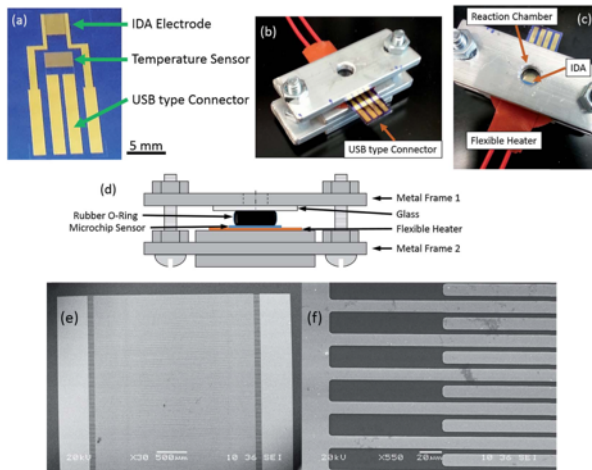 (a)
IDA Electrode
Temperature Sensor
USB type Connector
5 mm
(b)
USB type Connector
(c)
Reaction Chamber
IDA
Flexible Heater
(d)
Metal Frame 1
Glass
Rubber O-Ring
Microchip Sensor
Flexible Heater
Metal Frame 2
(e)
20kV X30 500μm 10 36 SEI
(f)
20kV X550 20μm 10 36 SEI